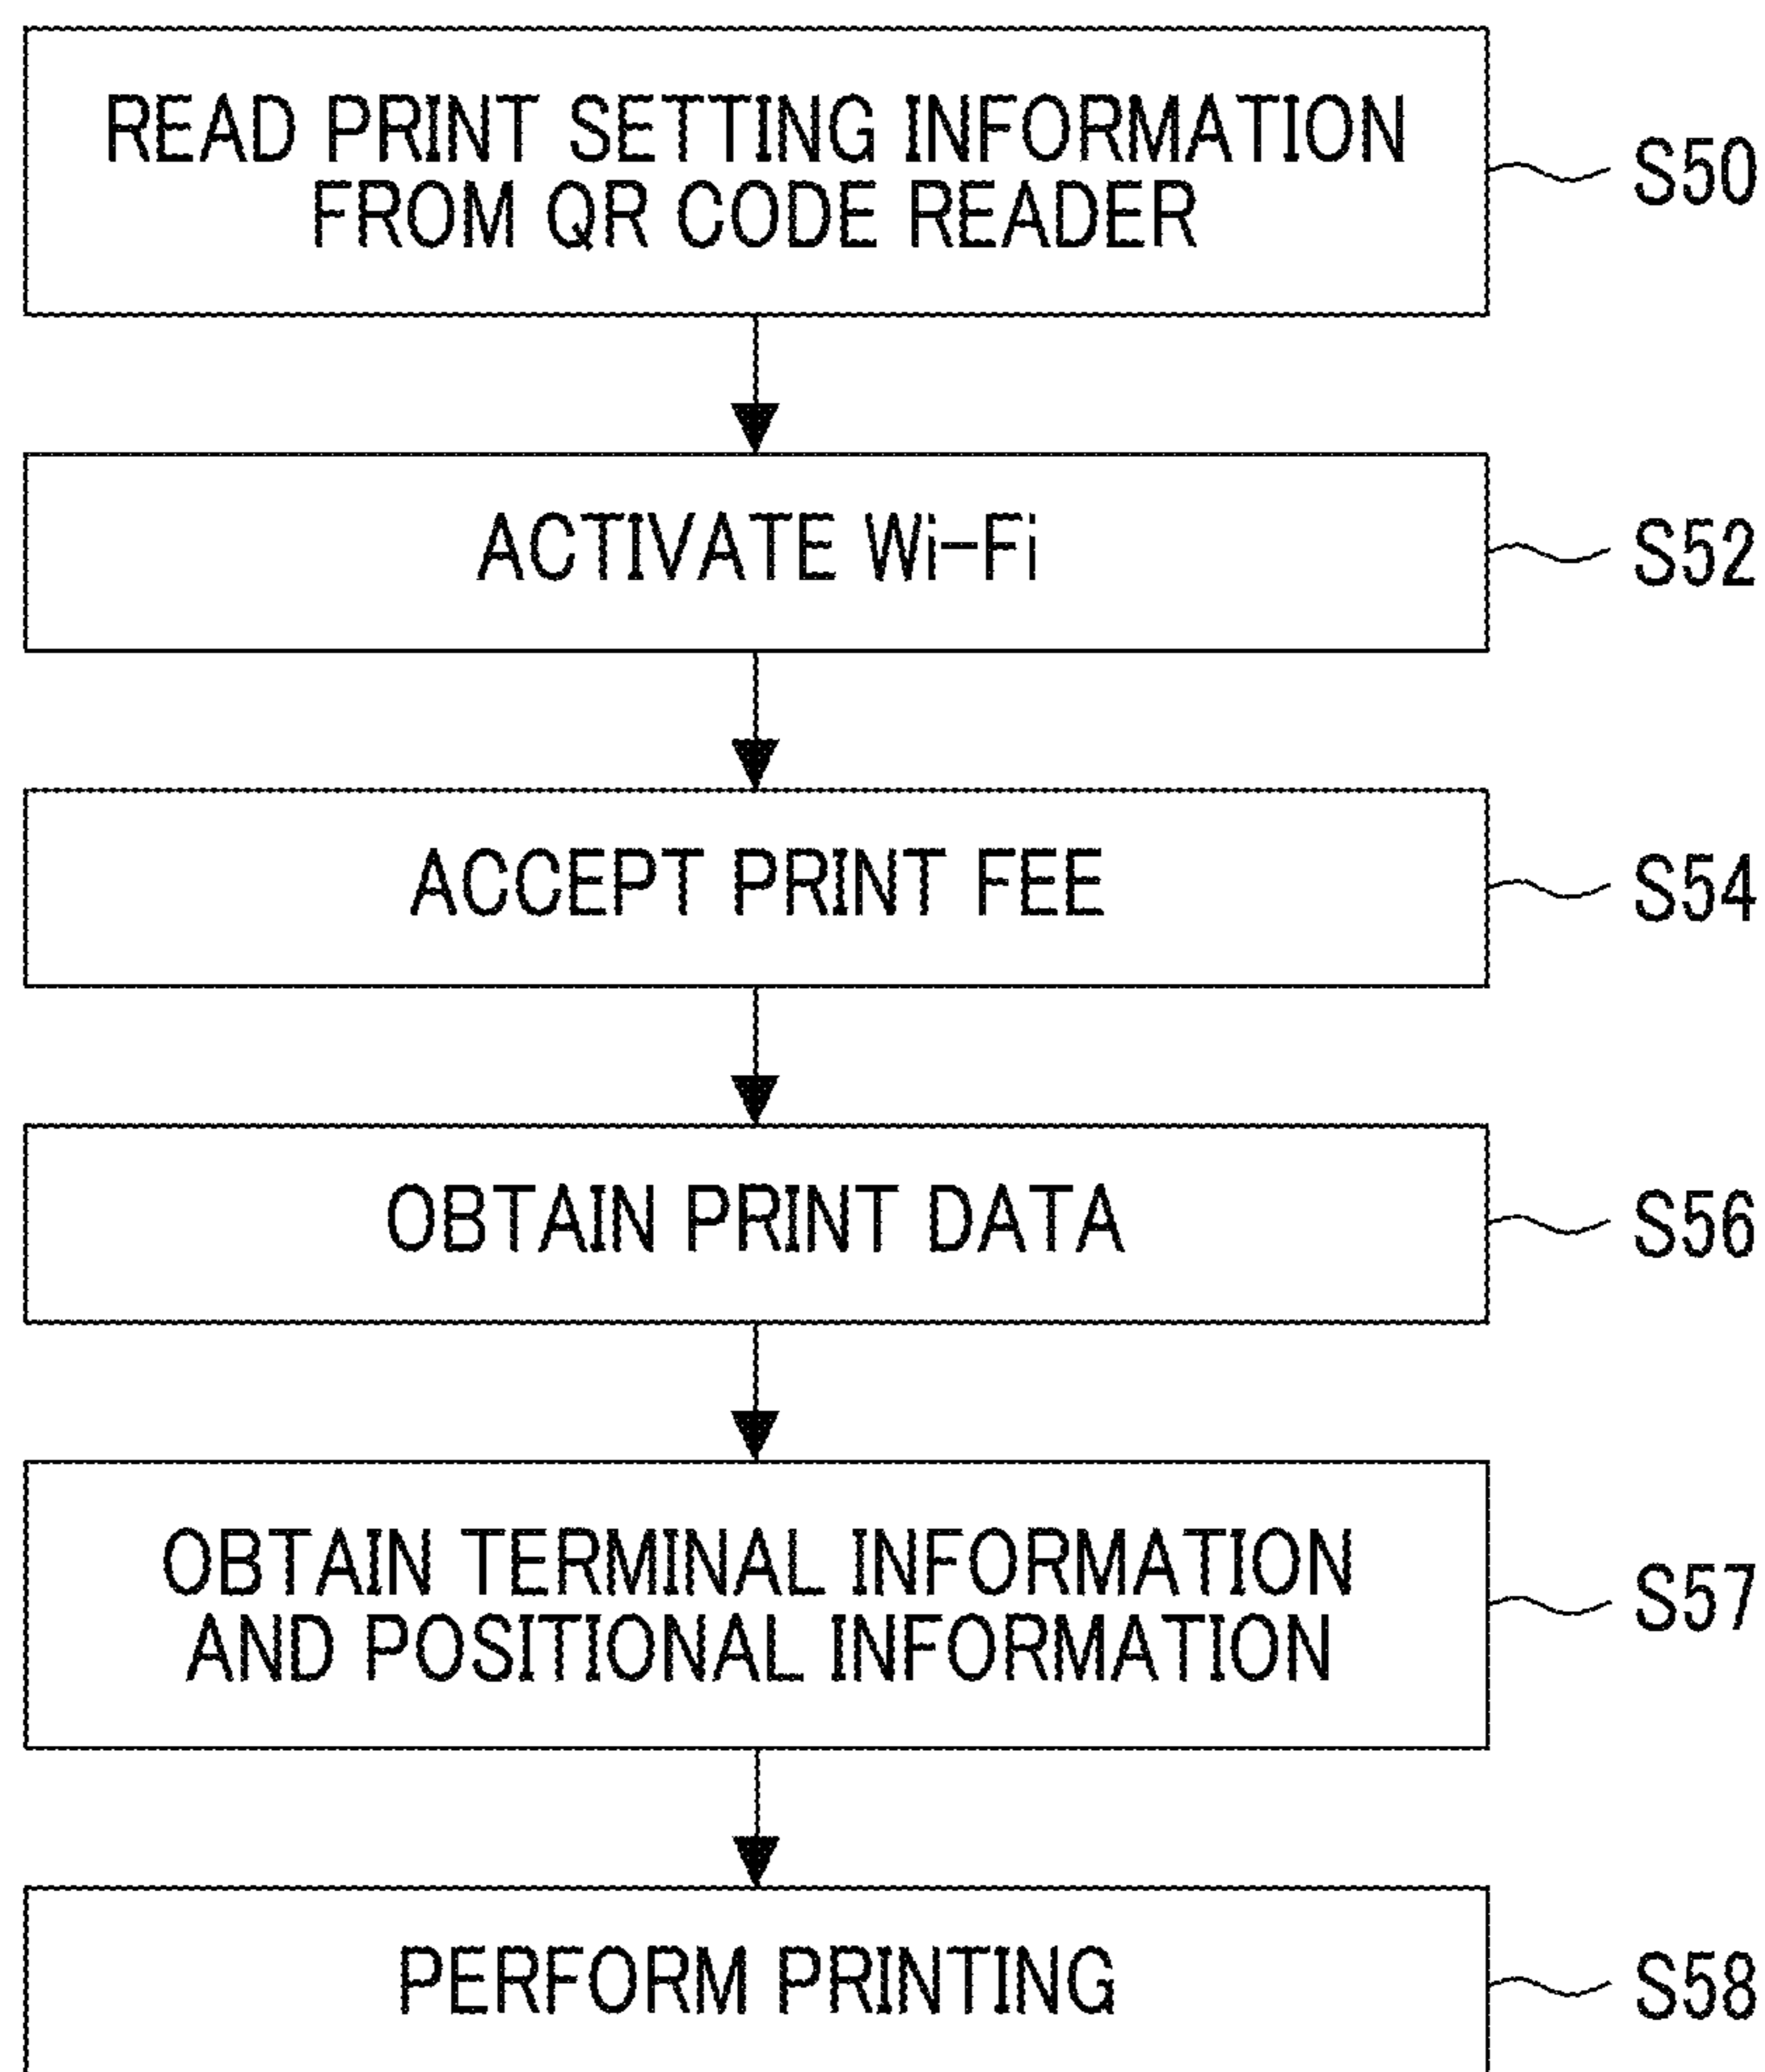 READ PRINT SETTING INFORMATION
FROM QR CODE READER
S50
ACTIVATE Wi-Fi
S52
ACCEPT PRINT FEE
S54
OBTAIN PRINT DATA
S56
OBTAIN TERMINAL INFORMATION
AND POSITIONAL INFORMATION
S57
PERFORM PRINTING
S58